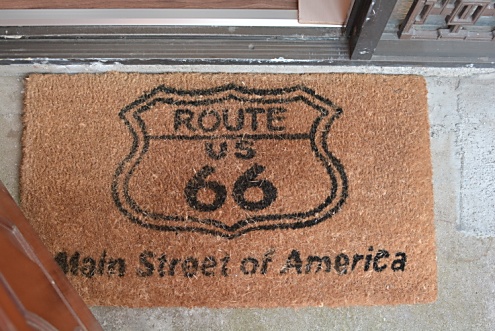 ROUTE
US
66
Main Street of America